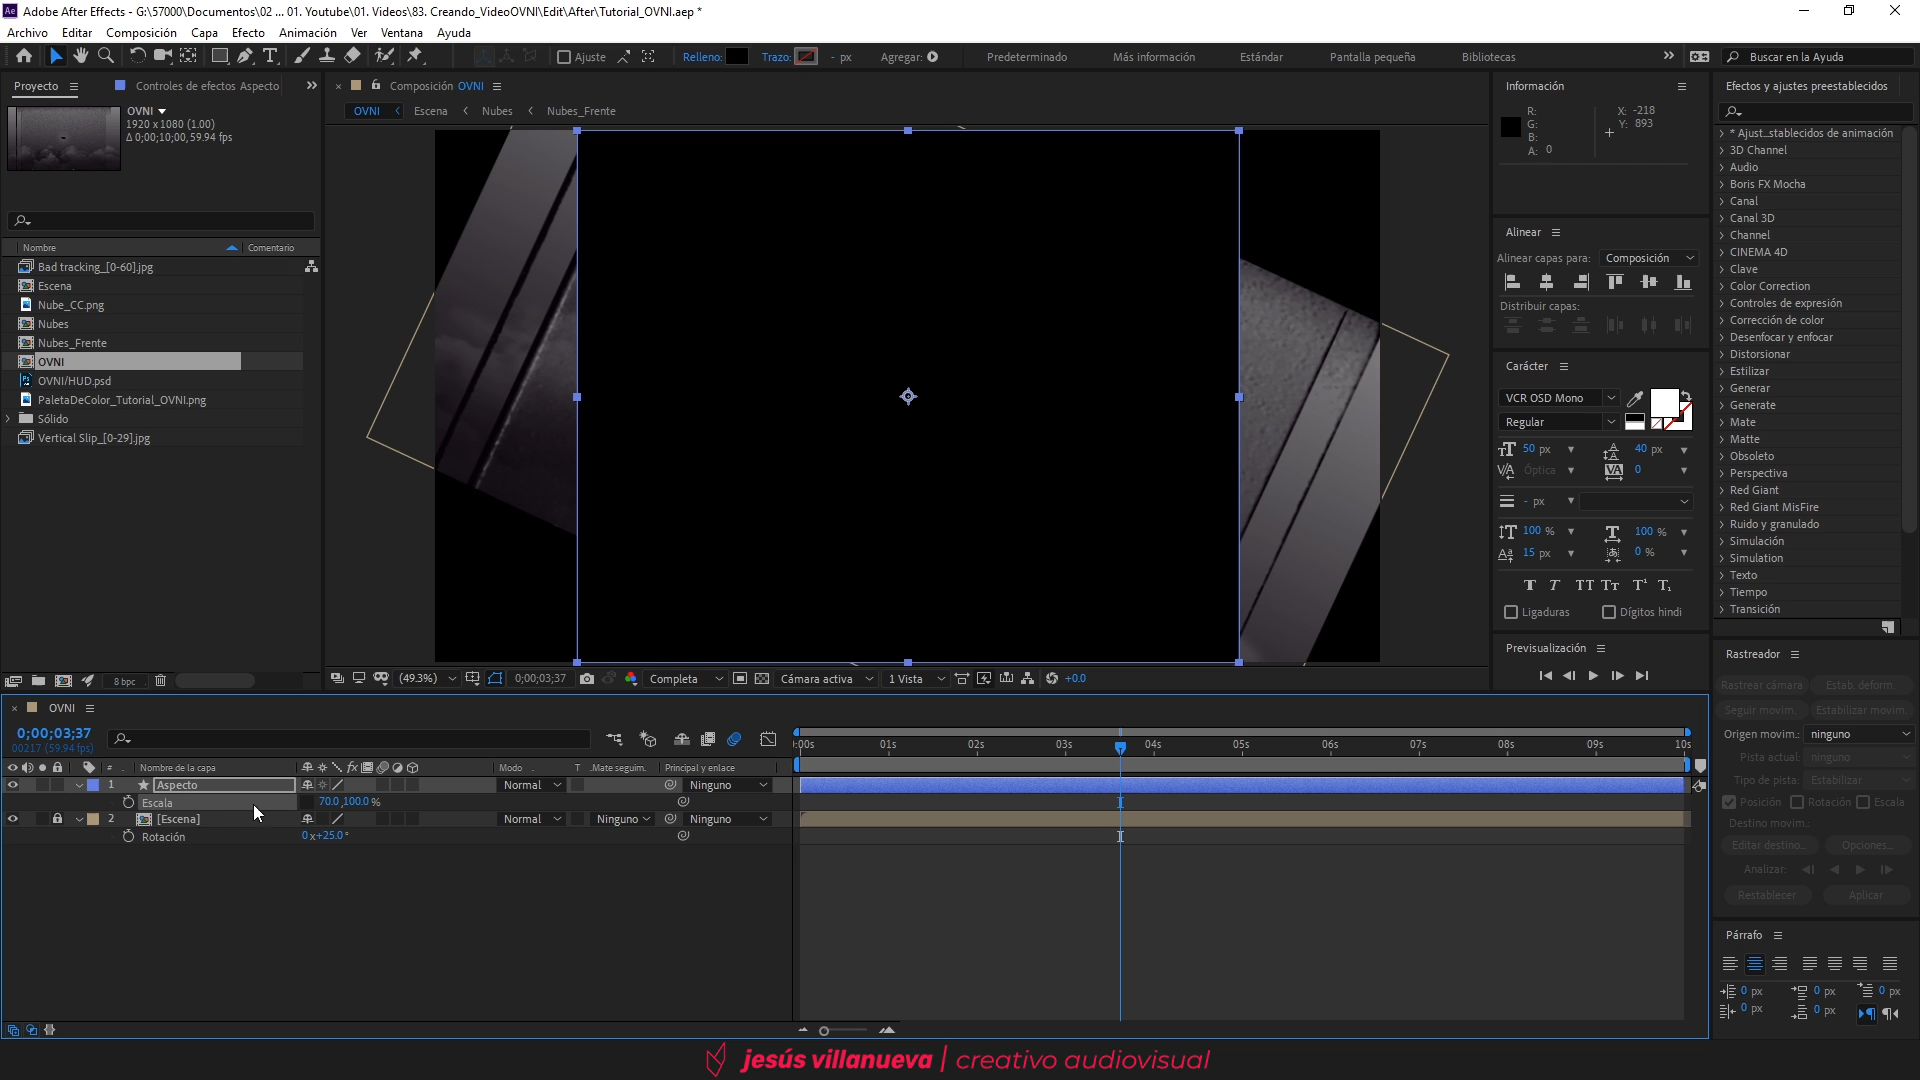 Adobe After Effects - G:\57000\Documentos\02 ... 01. Youtube\01. Videos\83. Creando_VideoOVNI\Edit\After\Tutorial_OVNI.aep *
Archivo Editar Composición Capa Efecto Animación Ver Ventana Ayuda
Ajuste Relleno: Trazo: - px Agregar: Predeterminado Más información Estándar Pantalla pequeña Bibliotecas Buscar en la Ayuda
Proyecto Controles de efectos Aspecto
OVNI
1920 x 1080 (1.00)
Δ 0;00;10;00, 59.94 fps
Nombre Comentario
Bad tracking_[0-60].jpg
Escena
Nube_CC.png
Nubes
Nubes_Frente
OVNI
OVNI/HUD.psd
PaletaDeColor_Tutorial_OVNI.png
Sólido
Vertical Slip_[0-29].jpg
8 bpc
Composición OVNI
OVNI Escena Nubes Nubes_Frente
(49.3%) 0;00;03;37 Completa Cámara activa 1 Vista +0.0
Información
R:
G:
B:
A: 0
X: -218
Y: 893
Alinear
Alinear capas para: Composición
Distribuir capas:
Carácter
VCR OSD Mono
Regular
50 px 40 px
Óptica 0
- px
100 % 100 %
15 px 0 %
Ligaduras Dígitos hindi
Previsualización
Efectos y ajustes preestablecidos
* Ajust...stablecidos de animación
3D Channel
Audio
Boris FX Mocha
Canal
Canal 3D
Channel
CINEMA 4D
Clave
Color Correction
Controles de expresión
Corrección de color
Desenfocar y enfocar
Distorsionar
Estilizar
Generar
Generate
Mate
Matte
Obsoleto
Perspectiva
Red Giant
Red Giant MisFire
Ruido y granulado
Simulación
Simulation
Texto
Tiempo
Transición
Rastreador
Rastrear cámara Estab. deform.
Seguir movim. Estabilizar movim.
Origen movim.: ninguno
Pista actual: ninguno
Tipo de pista: Estabilizar
Posición Rotación Escala
Destino movim.:
Editar destino... Opciones...
Analizar:
Restablecer Aplicar
Párrafo
0 px 0 px 0 px
0 px 0 px
OVNI
0;00;03;37
00217 (59.94 fps)
# Nombre de la capa Modo T .Mate seguim. Principal y enlace
1 Aspecto Normal Ninguno
Escala 70.0,100.0 %
2 [Escena] Normal Ninguno Ninguno
Rotación 0x+25.0°
:00s 01s 02s 03s 04s 05s 06s 07s 08s 09s 10s
jesús villanueva | creativo audiovisual